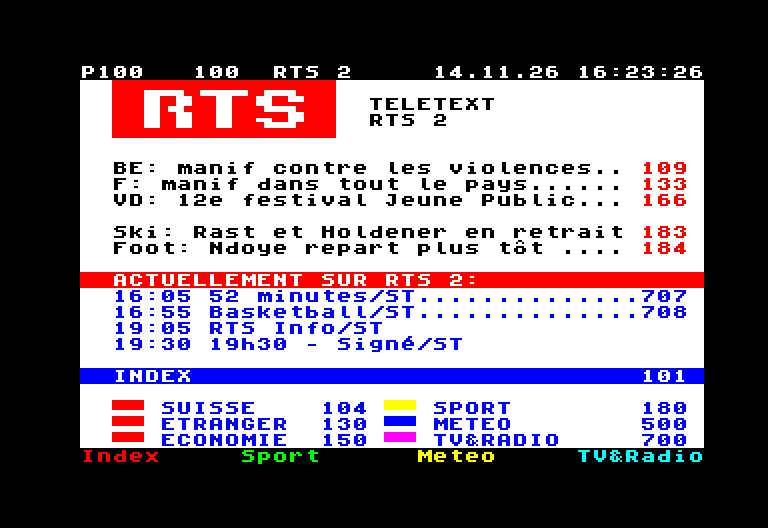 P100 100 RTS 2 14.11.26 16:23:26
RTS
TELETEXT
RTS 2
BE: manif contre les violences.. 109
F: manif dans tout le pays...... 133
VD: 12e festival Jeune Public... 166
Ski: Rast et Holdener en retrait 183
Foot: Ndoye repart plus tôt .... 184
ACTUELLEMENT SUR RTS 2:
16:05 52 minutes/ST..............707
16:55 Basketball/ST..............708
19:05 RTS Info/ST
19:30 19h30 - Signé/ST
INDEX 101
SUISSE 104 SPORT 180
ETRANGER 130 METEO 500
ECONOMIE 150 TV&RADIO 700
Index Sport Meteo TV&Radio